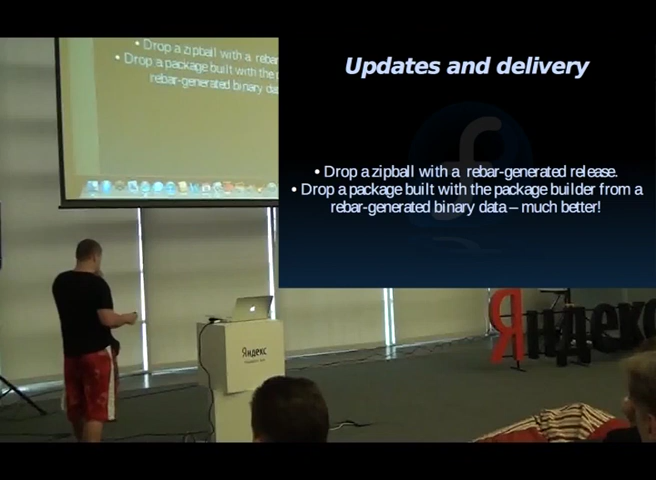 Drop a zipball with a rebar
Drop a package built with the
rebar-generated binary da
Updates and delivery
• Drop a zipball with a rebar-generated release.
• Drop a package built with the package builder from a
rebar-generated binary data – much better!
Яндекс
Яндекс